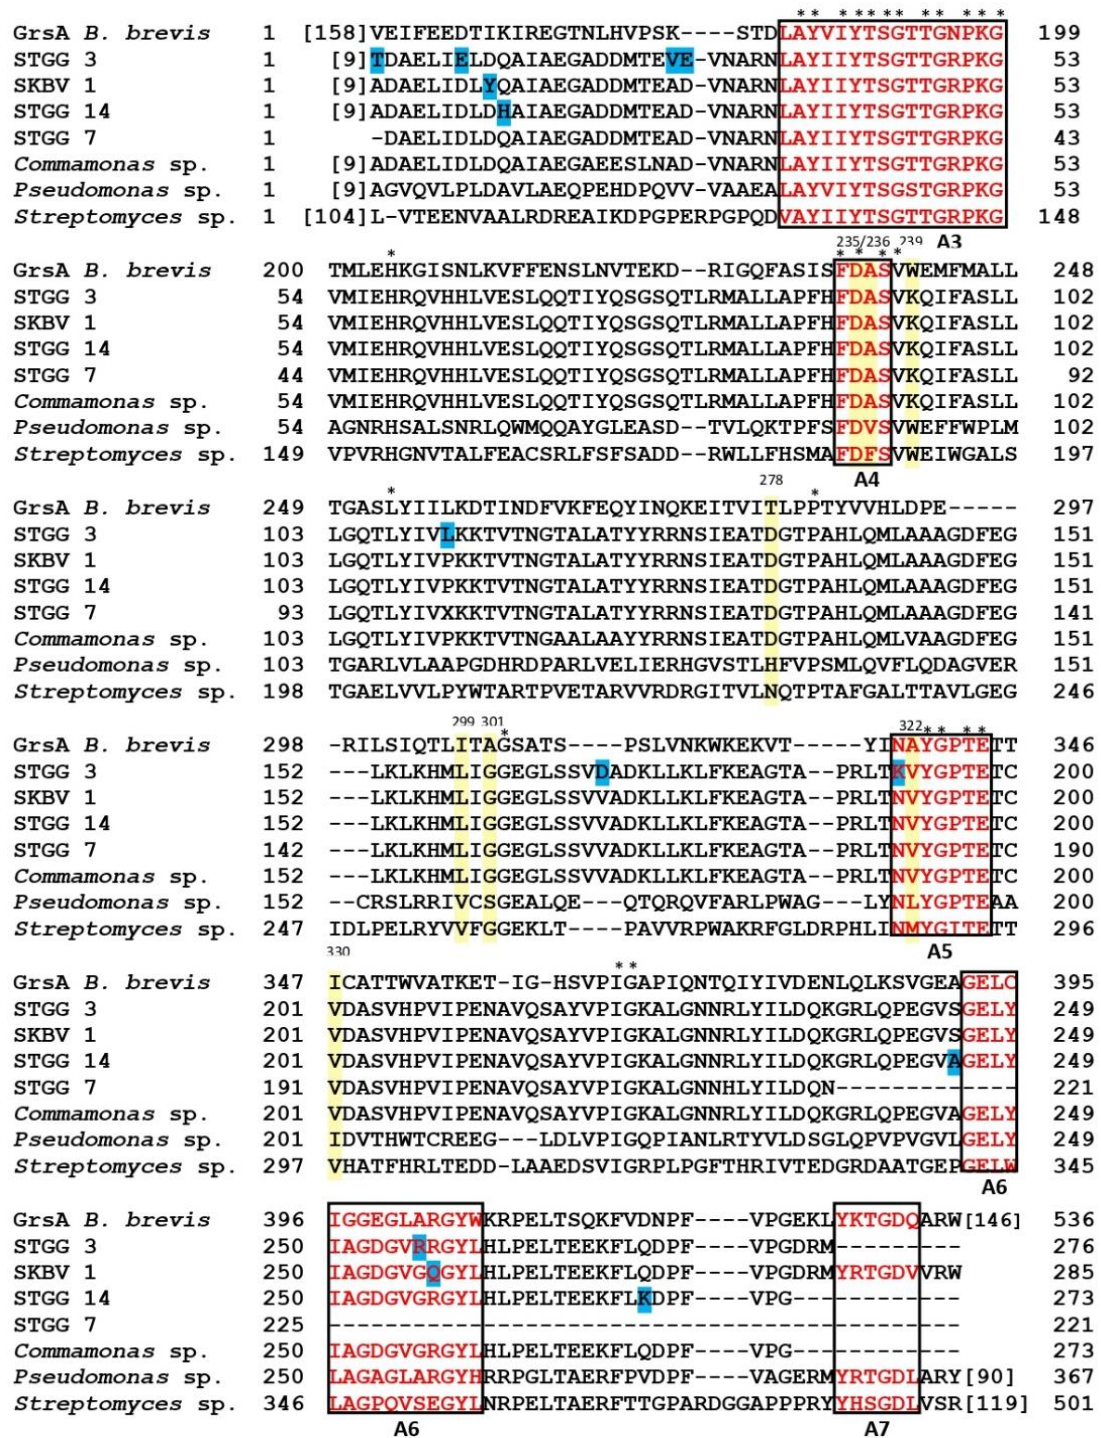 * * * * * * * * * * * *
GrsA B. brevis 1 [158]VEIFEEDTIKIREGTNLHVPSK----STDLAYVIYTSGTTGNPKG 199
STGG 3 1 [9]TDAELIELDQAIAEGADDMTEVE-VNARNLAYIIYTSGTTGRPKG 53
SKBV 1 1 [9]ADAELIDLYQAIAEGADDMTEAD-VNARNLAYIIYTSGTTGRPKG 53
STGG 14 1 [9]ADAELIDLDHAIAEGADDMTEAD-VNARNLAYIIYTSGTTGRPKG 53
STGG 7 1 -DAELIDLDQAIAEGADDMTEAD-VNARNLAYIIYTSGTTGRPKG 43
Commamonas sp. 1 [9]ADAELIDLDQAIAEGAEESLNAD-VNARNLAYIIYTSGTTGRPKG 53
Pseudomonas sp. 1 [9]AGVQVLPLDAVLAEQPEHDPQVV-VAAEALAYVIYTSGSTGRPKG 53
Streptomyces sp. 1 [104]L-VTEENVAALRDREAIKDPGPERPGPQDVAYIIYTSGTTGRPKG 148
A3
235/236 239
* * * * *
GrsA B. brevis 200 TMLEHKGISNLKVFFENSLNVTEKD--RIGQFASISFDASVWEMFMALL 248
STGG 3 54 VMIEHRQVHHLVESLQQTIYQSGSQTLRMALLAPFHFDASVKQIFASLL 102
SKBV 1 54 VMIEHRQVHHLVESLQQTIYQSGSQTLRMALLAPFHFDASVKQIFASLL 102
STGG 14 54 VMIEHRQVHHLVESLQQTIYQSGSQTLRMALLAPFHFDASVKQIFASLL 102
STGG 7 44 VMIEHRQVHHLVESLQQTIYQSGSQTLRMALLAPFHFDASVKQIFASLL 92
Commamonas sp. 54 VMIEHRQVHHLVESLQQTIYQSGSQTLRMALLAPFHFDASVKQIFASLL 102
Pseudomonas sp. 54 AGNRHSALSNRLQWMQQAYGLEASD--TVLQKTPFSFDVSVWEFFWPLM 102
Streptomyces sp. 149 VPVRHGNVTALFEACSRLFSFSADD--RWLLFHSMAFDFSVWEIWGALS 197
A4
278
* *
GrsA B. brevis 249 TGASLYIILKDTINDFVKFEQYINQKEITVITLPPTYVVHLDPE----- 297
STGG 3 103 LGQTLYIVLKKTVTNGTALATYYRRNSIEATDGTPAHLQMLAAAGDFEG 151
SKBV 1 103 LGQTLYIVPKKTVTNGTALATYYRRNSIEATDGTPAHLQMLAAAGDFEG 151
STGG 14 103 LGQTLYIVPKKTVTNGTALATYYRRNSIEATDGTPAHLQMLAAAGDFEG 151
STGG 7 93 LGQTLYIVXKKTVTNGTALATYYRRNSIEATDGTPAHLQMLAAAGDFEG 141
Commamonas sp. 103 LGQTLYIVPKKTVTNGAALAAYYRRNSIEATDGTPAHLQMLVAAGDFEG 151
Pseudomonas sp. 103 TGARLVLAAPGDHRDPARLVELIERHGVSTLHFVPSMLQVFLQDAGVER 151
Streptomyces sp. 198 TGAELVVLPYWTARTPVETARVVRDRGITVLNQTPTAFGALTTAVLGEG 246
299 301 322
* * * * *
GrsA B. brevis 298 -RILSIQTLITAGSATS----PSLVNKWKEKVT-----YINAYGPTETT 346
STGG 3 152 ---LKLKHMLIGGEGLSSVDADKLLKLFKEAGTA--PRLTKVYGPTETC 200
SKBV 1 152 ---LKLKHMLIGGEGLSSVVADKLLKLFKEAGTA--PRLTNVYGPTETC 200
STGG 14 152 ---LKLKHMLIGGEGLSSVVADKLLKLFKEAGTA--PRLTNVYGPTETC 200
STGG 7 142 ---LKLKHMLIGGEGLSSVVADKLLKLFKEAGTA--PRLTNVYGPTETC 190
Commamonas sp. 152 ---LKLKHMLIGGEGLSSVVADKLLKLFKEAGTA--PRLTNVYGPTETC 200
Pseudomonas sp. 152 --CRSLRRIVCSGEALQE---QTQRQVFARLPWAG---LYNLYGPTEAA 200
Streptomyces sp. 247 IDLPELRYVVFGGEKLT----PAVVRPWAKRFGLDRPHLINMYGITETT 296
A5
330
* *
GrsA B. brevis 347 ICATTWVATKET-IG-HSVPIGAPIQNTQIYIVDENLQLKSVGEAGELC 395
STGG 3 201 VDASVHPVIPENAVQSAYVPIGKALGNNRLYILDQKGRLQPEGVSGELY 249
SKBV 1 201 VDASVHPVIPENAVQSAYVPIGKALGNNRLYILDQKGRLQPEGVSGELY 249
STGG 14 201 VDASVHPVIPENAVQSAYVPIGKALGNNRLYILDQKGRLQPEGVAGELY 249
STGG 7 191 VDASVHPVIPENAVQSAYVPIGKALGNNHLYILDQN------------- 221
Commamonas sp. 201 VDASVHPVIPENAVQSAYVPIGKALGNNRLYILDQKGRLQPEGVAGELY 249
Pseudomonas sp. 201 IDVTHWTCREEG---LDLVPIGQPIANLRTYVLDSGLQPVPVGVLGELY 249
Streptomyces sp. 297 VHATFHRLTEDD-LAAEDSVIGRPLPGFTHRIVTEDGRDAATGEPGELW 345
A6
GrsA B. brevis 396 IGGEGLARGYWKRPELTSQKFVDNPF----VPGEKLYKTGDQARW[146] 536
STGG 3 250 IAGDGVRRGYLHLPELTEEKFLQDPF----VPGDRM--------- 276
SKBV 1 250 IAGDGVGQGYLHLPELTEEKFLQDPF----VPGDRMYRTGDVVRW 285
STGG 14 250 IAGDGVGRGYLHLPELTEEKFLKDPF----VPG------------ 273
STGG 7 225 --------------------------------------------- 221
Commamonas sp. 250 IAGDGVGRGYLHLPELTEEKFLQDPF----VPG------------ 273
Pseudomonas sp. 250 LAGAGLARGYHRRPGLTAERFPVDPF----VAGERMYRTGDLARY[90] 367
Streptomyces sp. 346 LAGPQVSEGYLNRPELTAERFTTGPARDGGAPPPRYYHSGDLVSR[119] 501
A6 A7